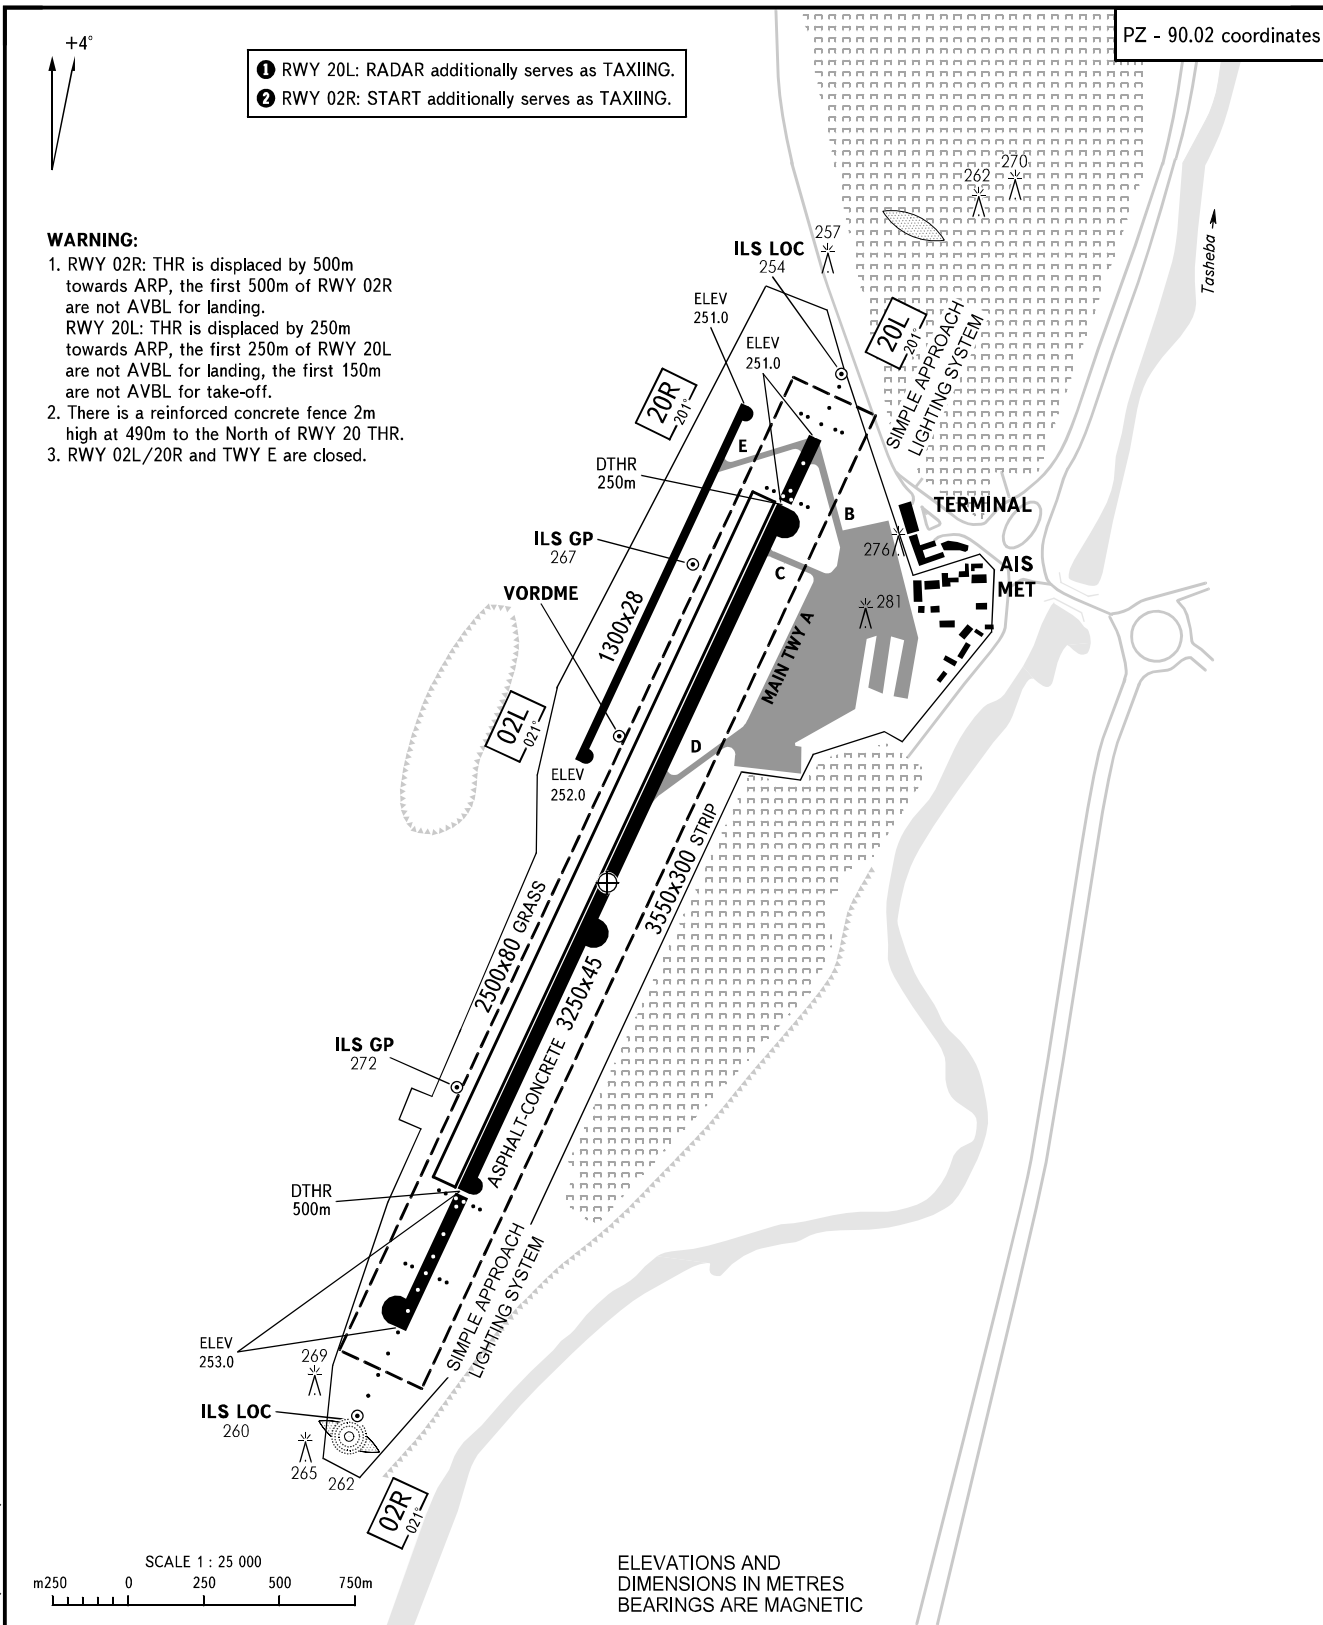 PZ - 90.02 coordinates
+4°
❶ RWY 20L: RADAR additionally serves as TAXIING.
❷ RWY 02R: START additionally serves as TAXIING.
WARNING:
1. RWY 02R: THR is displaced by 500m
towards ARP, the first 500m of RWY 02R
are not AVBL for landing.
RWY 20L: THR is displaced by 250m
towards ARP, the first 250m of RWY 20L
are not AVBL for landing, the first 150m
are not AVBL for take-off.
2. There is a reinforced concrete fence 2m
high at 490m to the North of RWY 20 THR.
3. RWY 02L/20R and TWY E are closed.
270
262
257
Tasheba
ILS LOC
254
ELEV
251.0
ELEV
251.0
20L
201°
SIMPLE APPROACH
LIGHTING SYSTEM
20R
201°
E
DTHR
250m
B
TERMINAL
ILS GP
267
276
AIS
MET
C
VORDME
281
1300x28
MAIN TWY A
02L
021°
D
ELEV
252.0
3550x300 STRIP
2500x80 GRASS
ASPHALT-CONCRETE 3250x45
ILS GP
272
DTHR
500m
SIMPLE APPROACH
LIGHTING SYSTEM
ELEV
253.0
269
ILS LOC
260
265
262
02R
021°
SCALE 1 : 25 000
m250 0 250 500 750m
ELEVATIONS AND
DIMENSIONS IN METRES
BEARINGS ARE MAGNETIC